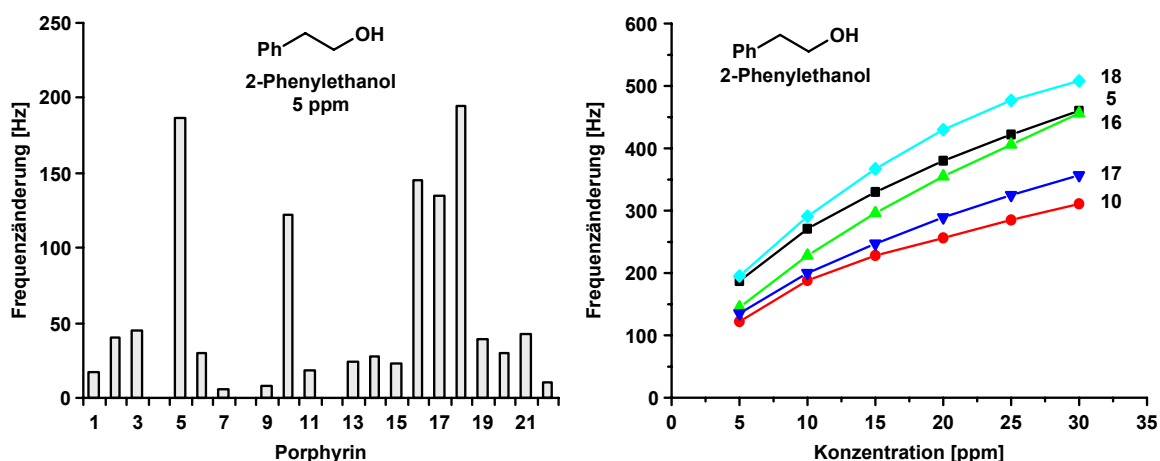 250
200
150
100
50
0
Frequenzänderung [Hz]
Ph
OH
2-Phenylethanol
5 ppm
1 3 5 7 9 11 13 15 17 19 21
Porphyrin
600
500
400
300
200
100
0
Frequenzänderung [Hz]
Ph
OH
2-Phenylethanol
18
5
16
17
10
0 5 10 15 20 25 30 35
Konzentration [ppm]